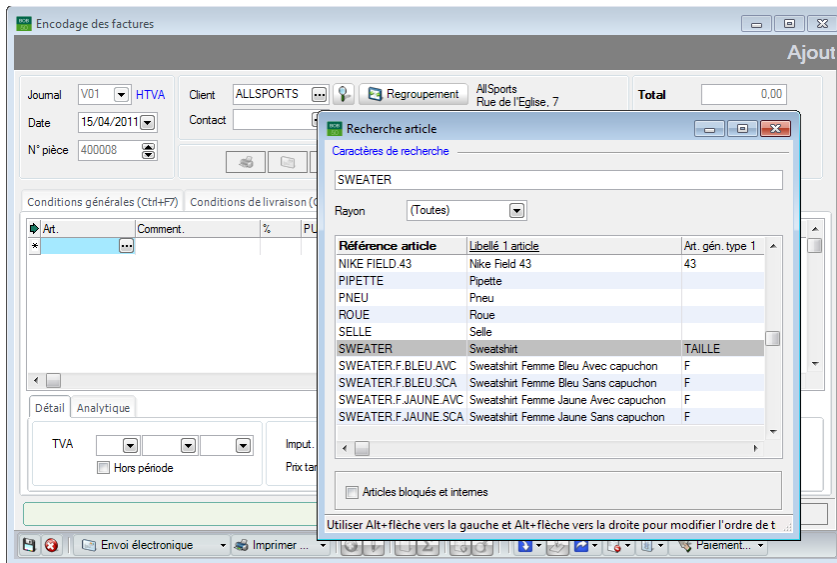 Encodage des factures
Ajout
Journal V01 HTVA Client ALLSPORTS Regroupement AllSports
Rue de l'Eglise, 7
Total 0,00
Date 15/04/2011 Contact
N° pièce 400008
Conditions générales (Ctrl+F7) Conditions de livraison
Art. Comment. % PU
*
Détail Analytique
TVA
Hors période
Imput.
Prix tar
Recherche article
Caractères de recherche
SWEATER
Rayon (Toutes)
Référence article Libellé 1 article Art. gén. type 1
NIKE FIELD.43 Nike Field 43 43
PIPETTE Pipette
PNEU Pneu
ROUE Roue
SELLE Selle
SWEATER Sweatshirt TAILLE
SWEATER.F.BLEU.AVC Sweatshirt Femme Bleu Avec capuchon F
SWEATER.F.BLEU.SCA Sweatshirt Femme Bleu Sans capuchon F
SWEATER.F.JAUNE.AVC Sweatshirt Femme Jaune Avec capuchon F
SWEATER.F.JAUNE.SCA Sweatshirt Femme Jaune Sans capuchon F
Articles bloqués et internes
Utiliser Alt+flèche vers la gauche et Alt+flèche vers la droite pour modifier l'ordre de t
Envoi électronique Imprimer ... Paiement...